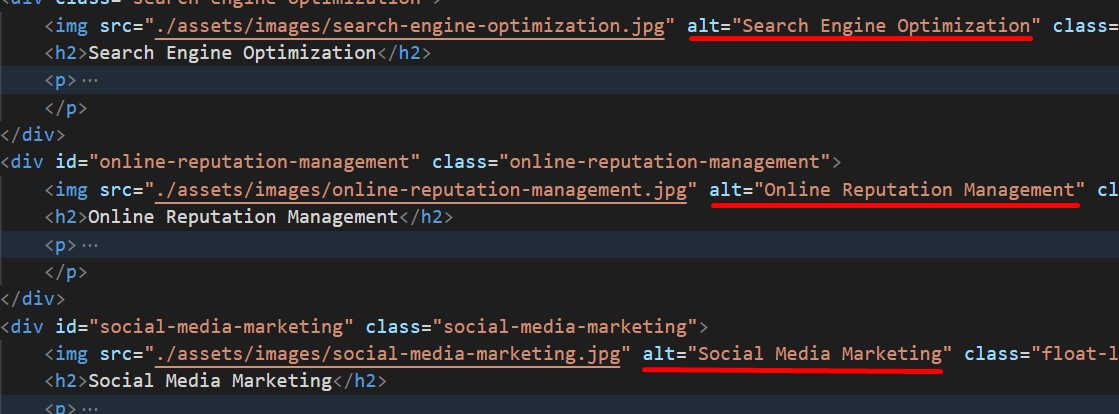 <div class="search engine Optimization">
<img src="./assets/images/search-engine-optimization.jpg" alt="Search Engine Optimization" class=
<h2>Search Engine Optimization</h2>
<p>···
</p>
</div>
<div id="online-reputation-management" class="online-reputation-management">
<img src="./assets/images/online-reputation-management.jpg" alt="Online Reputation Management" cl
<h2>Online Reputation Management</h2>
<p>···
</p>
</div>
<div id="social-media-marketing" class="social-media-marketing">
<img src="./assets/images/social-media-marketing.jpg" alt="Social Media Marketing" class="float-l
<h2>Social Media Marketing</h2>
<p>···